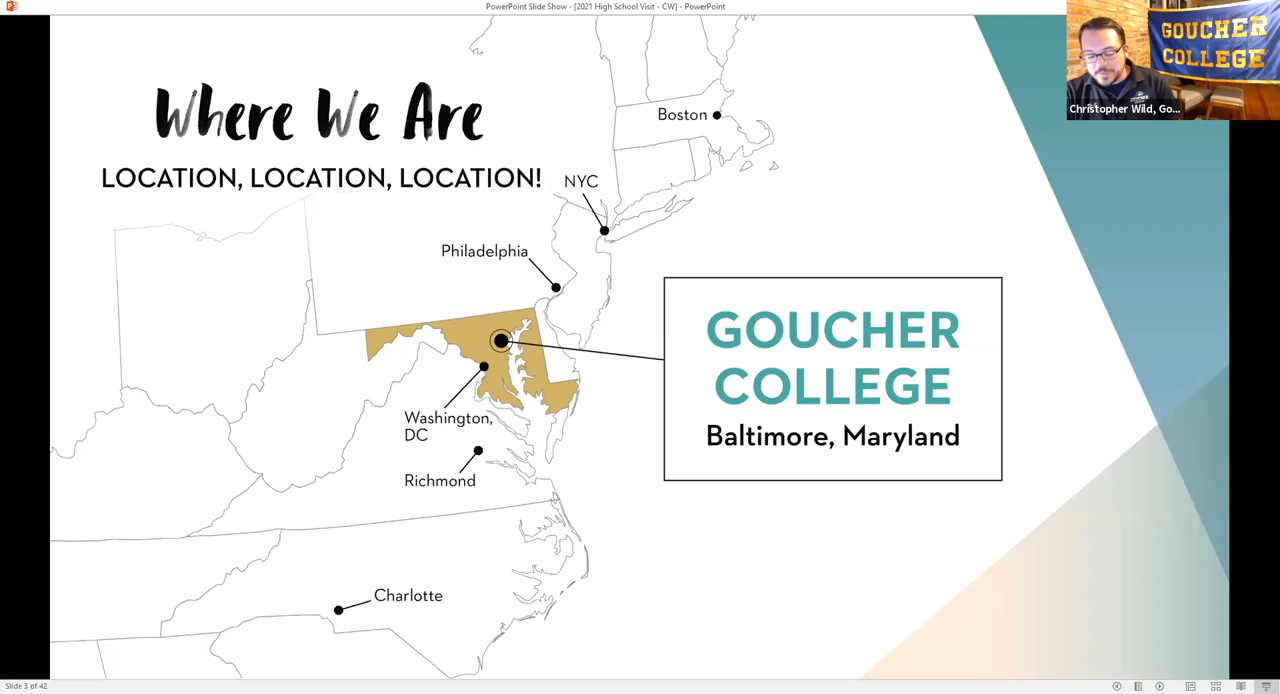 PowerPoint Slide Show - [2021 High School Visit - CW] - PowerPoint
GOUCHER
COLLEGE
Christopher Wild, Go...
Where We Are
LOCATION, LOCATION, LOCATION!
Boston
NYC
Philadelphia
GOUCHER
COLLEGE
Baltimore, Maryland
Washington,
DC
Richmond
Charlotte
Slide 3 of 42